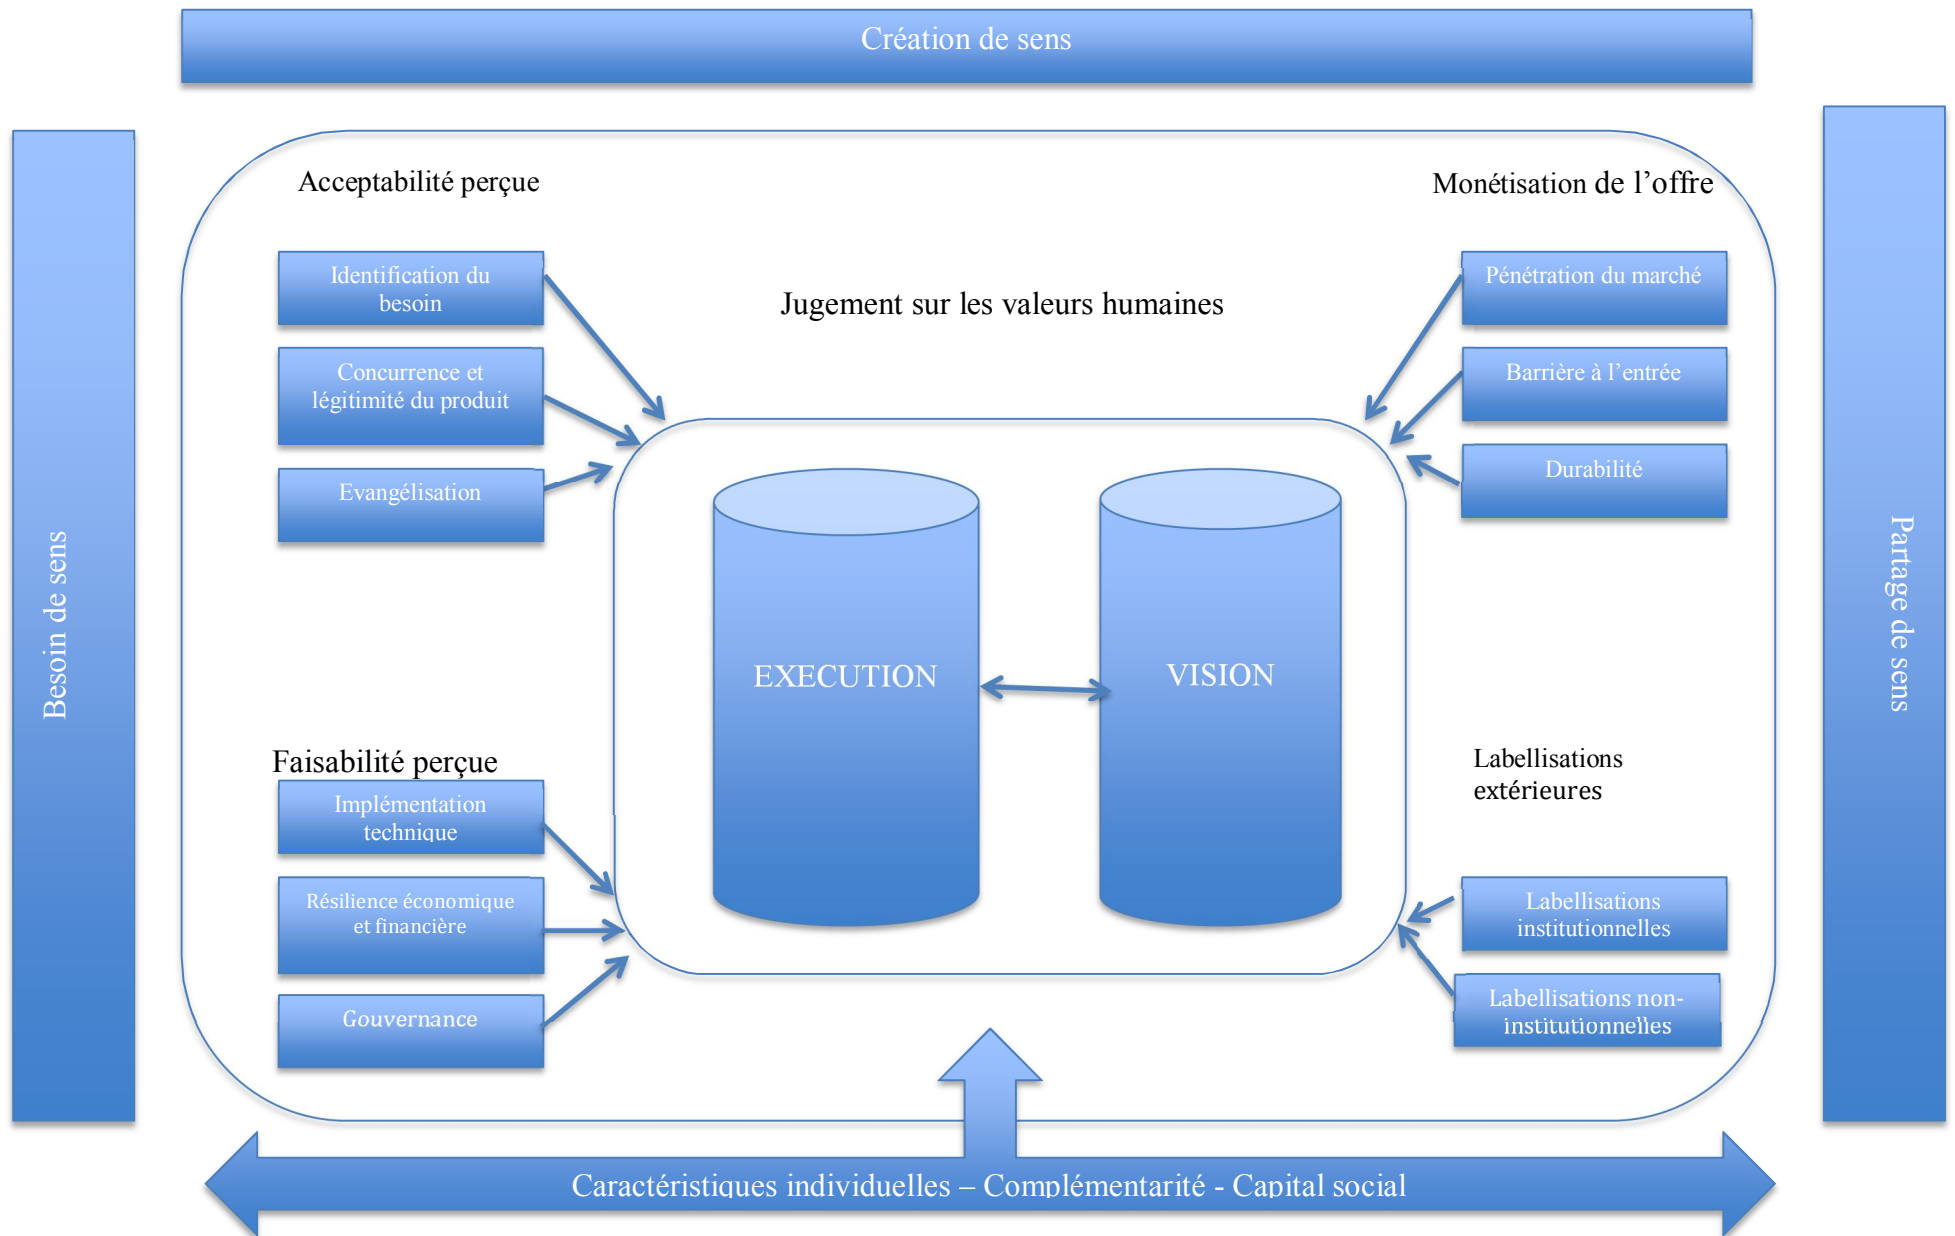 Création de sens
Besoin de sens
Acceptabilité perçue
Identification du
besoin
Concurrence et
légitimité du produit
Evangélisation
Jugement sur les valeurs humaines
Monétisation de l’offre
Pénétration du marché
Barrière à l’entrée
Durabilité
EXECUTION
VISION
Faisabilité perçue
Implémentation
technique
Résilience économique
et financière
Gouvernance
Labellisations
extérieures
Labellisations
institutionnelles
Labellisations non-
institutionnelles
Partage de sens
Caractéristiques individuelles – Complémentarité - Capital social